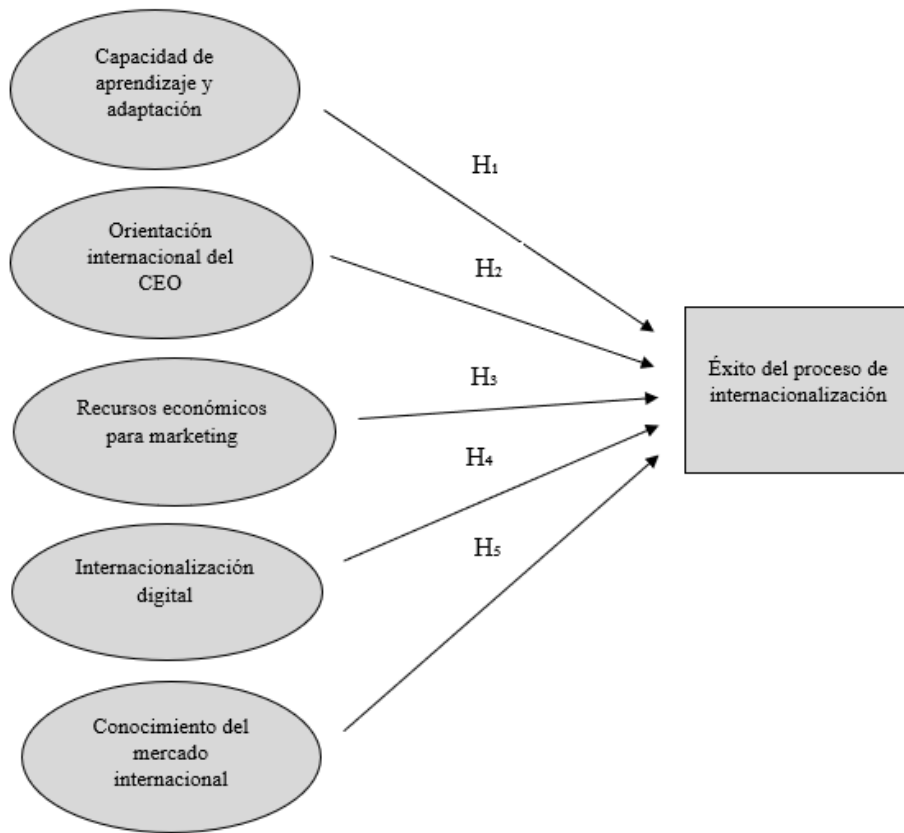 Capacidad de
aprendizaje y
adaptación
H₁
Orientación
internacional del
CEO
H₂
Recursos económicos
para marketing
H₃
Éxito del proceso de
internacionalización
H₄
Internacionalización
digital
H₅
Conocimiento del
mercado
internacional